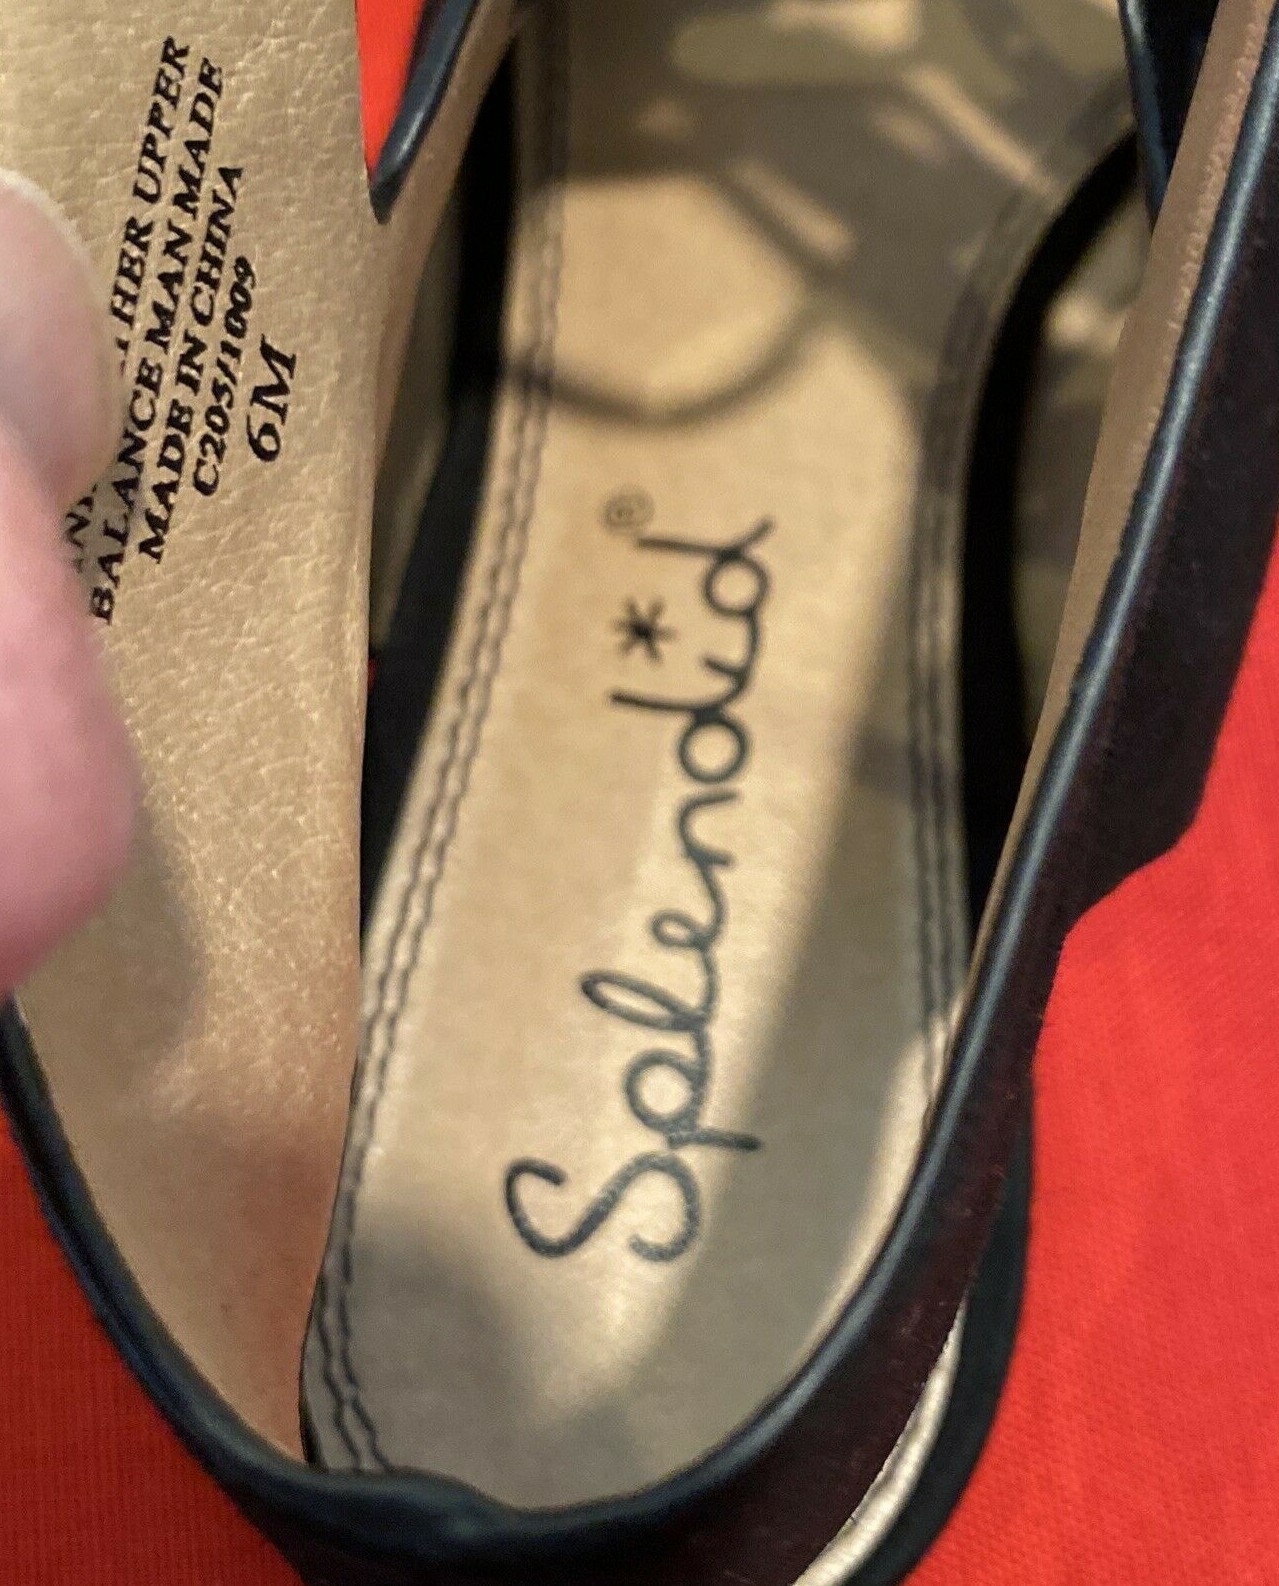 HER UPPER
BALANCE MAN MADE
MADE IN CHINA
C205/1009
6M
Splendid*®